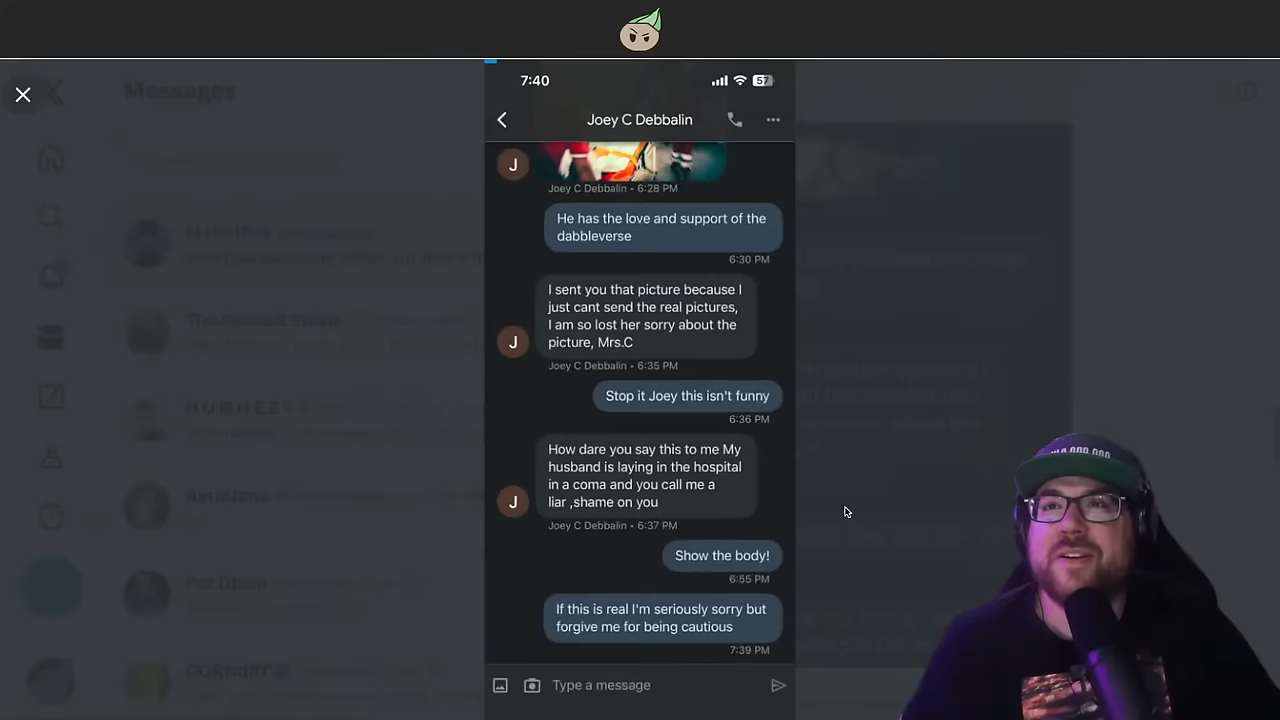 7:40
57
Messages
Joey C Debbalin
J
Joey C Debbalin • 6:28 PM
He has the love and support of the
dabbleverse
6:30 PM
I sent you that picture because I
just cant send the real pictures,
I am so lost her sorry about the
picture, Mrs.C
J
Joey C Debbalin • 6:35 PM
Stop it Joey this isn't funny
6:36 PM
How dare you say this to me My
husband is laying in the hospital
in a coma and you call me a
liar ,shame on you
J
Joey C Debbalin • 6:37 PM
Show the body!
6:55 PM
If this is real I'm seriously sorry but
forgive me for being cautious
7:39 PM
Type a message